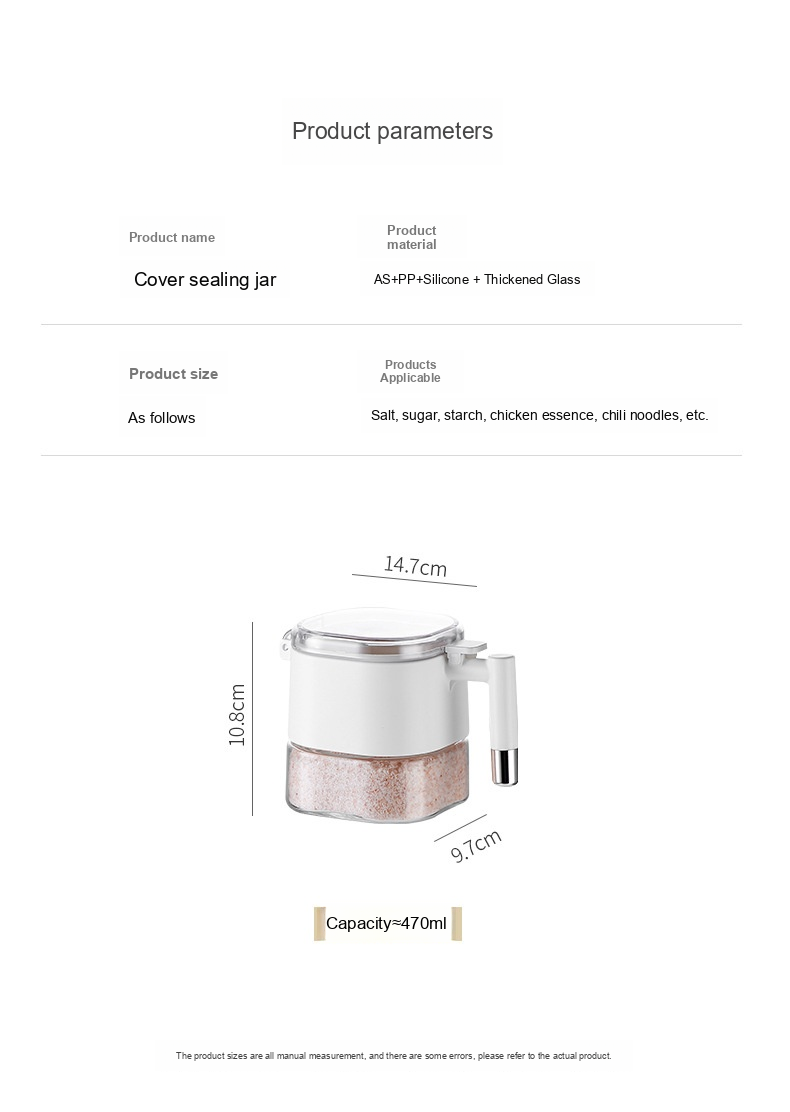 Product parameters
Product name
Product
material
Cover sealing jar
AS+PP+Silicone + Thickened Glass
Product size
Products
Applicable
As follows
Salt, sugar, starch, chicken essence, chili noodles, etc.
14.7cm
10.8cm
9.7cm
Capacity≈470ml
The product sizes are all manual measurement, and there are some errors, please refer to the actual product.